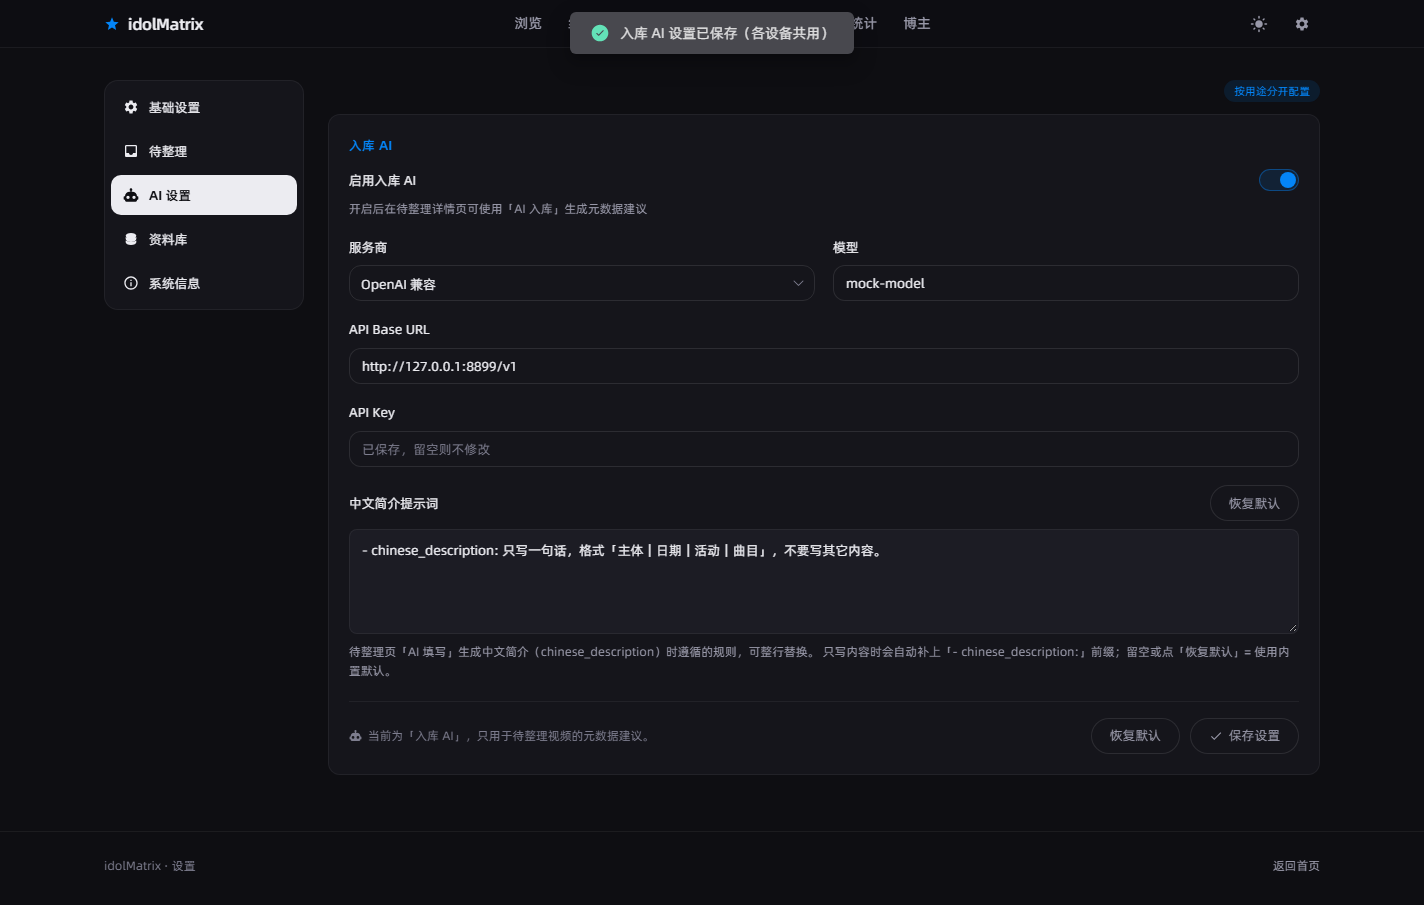 idolMatrix
浏览
统计
博主
入库 AI 设置已保存（各设备共用）
基础设置
待整理
AI 设置
资料库
系统信息
按用途分开配置
入库 AI
启用入库 AI
开启后在待整理详情页可使用「AI 入库」生成元数据建议
服务商
模型
OpenAI 兼容
mock-model
API Base URL
http://127.0.0.1:8899/v1
API Key
已保存，留空则不修改
中文简介提示词
恢复默认
- chinese_description: 只写一句话，格式「主体 | 日期 | 活动 | 曲目」，不要写其它内容。
待整理页「AI 填写」生成中文简介（chinese_description）时遵循的规则，可整行替换。 只写内容时会自动补上「- chinese_description:」前缀；留空或点「恢复默认」= 使用内
置默认。
当前为「入库 AI」，只用于待整理视频的元数据建议。
恢复默认
保存设置
idolMatrix · 设置
返回首页